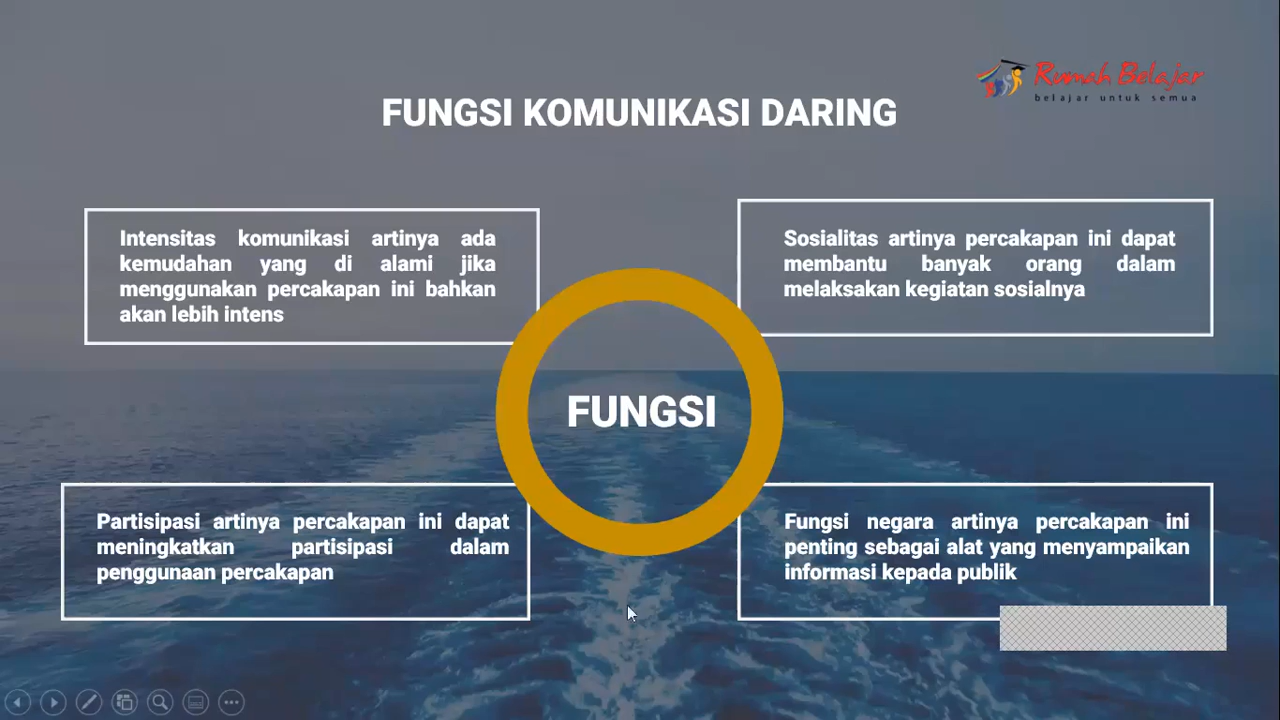 Rumah Belajar
belajar untuk semua
FUNGSI KOMUNIKASI DARING
Intensitas komunikasi artinya ada
kemudahan yang di alami jika
menggunakan percakapan ini bahkan
akan lebih intens
Sosialitas artinya percakapan ini dapat
membantu banyak orang dalam
melaksakan kegiatan sosialnya
FUNGSI
Partisipasi artinya percakapan ini dapat
meningkatkan partisipasi dalam
penggunaan percakapan
Fungsi negara artinya percakapan ini
penting sebagai alat yang menyampaikan
informasi kepada publik